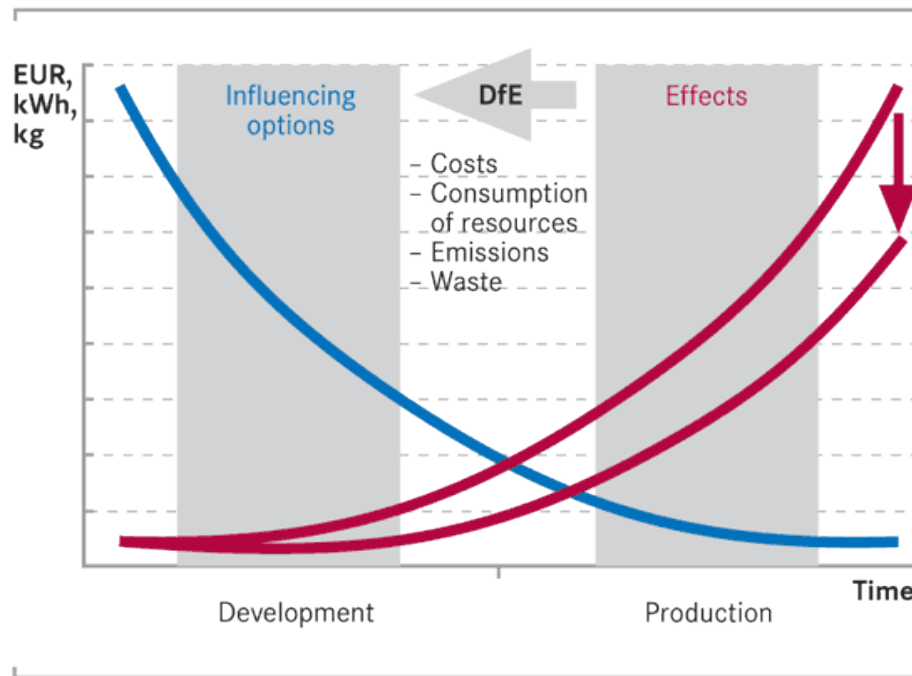 EUR,
kWh,
kg
Influencing
options
DfE
Effects
– Costs
– Consumption
of resources
– Emissions
– Waste
Time
Development
Production